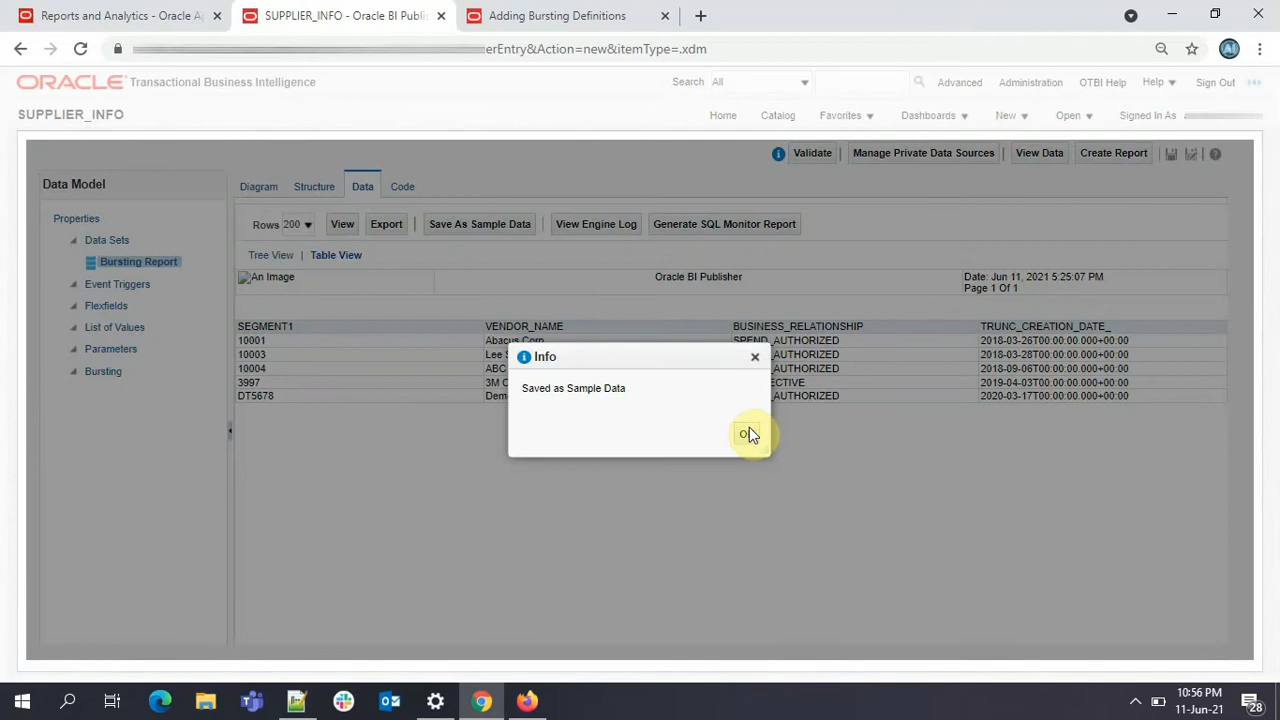 Reports and Analytics - Oracle Ap
SUPPLIER_INFO - Oracle BI Publi
Adding Bursting Definitions
erEntry&Action=new&itemType=.xdm
ORACLE Transactional Business Intelligence
Search All
Advanced Administration OTBI Help Help Sign Out
SUPPLIER_INFO
Home Catalog Favorites Dashboards New Open Signed In As
Validate Manage Private Data Sources View Data Create Report
Data Model
Diagram Structure Data Code
Properties
Data Sets
Bursting Report
Event Triggers
Flexfields
List of Values
Parameters
Bursting
Rows 200 View Export Save As Sample Data View Engine Log Generate SQL Monitor Report
Tree View | Table View
An Image Oracle BI Publisher Date: Jun 11, 2021 5:25:07 PM
Page 1 Of 1
SEGMENT1 VENDOR_NAME BUSINESS_RELATIONSHIP TRUNC_CREATION_DATE_
10001 Abacus Corp SPEND_AUTHORIZED 2018-03-26T00:00:00.000+00:00
10003 Lee _AUTHORIZED 2018-03-28T00:00:00.000+00:00
10004 ABC _AUTHORIZED 2018-09-06T00:00:00.000+00:00
3997 3M ECTIVE 2019-04-03T00:00:00.000+00:00
DT5678 Dem _AUTHORIZED 2020-03-17T00:00:00.000+00:00
Info
Saved as Sample Data
10:56 PM
11-Jun-21
28